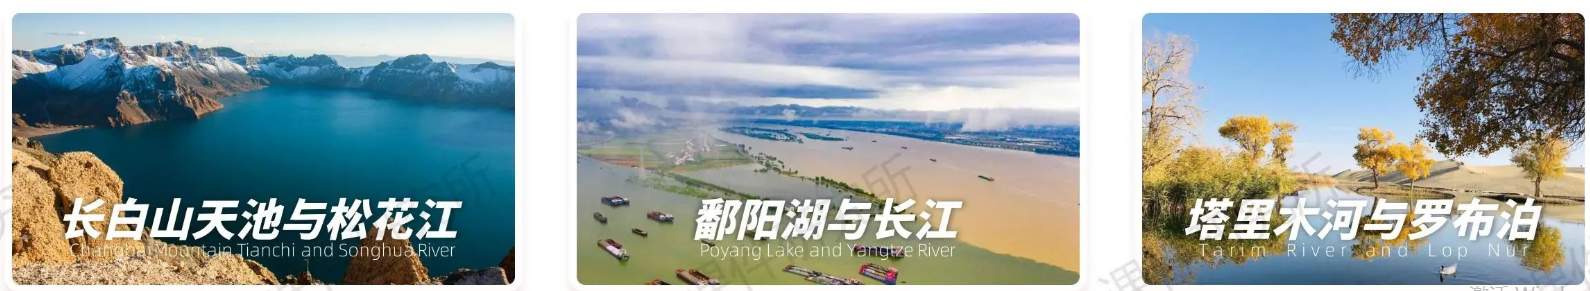 长白山天池与松花江
Changbai Mountain Tianchi and Songhua River
鄱阳湖与长江
Poyang Lake and Yangtze River
塔里木河与罗布泊
Tarim River and Lop Nur